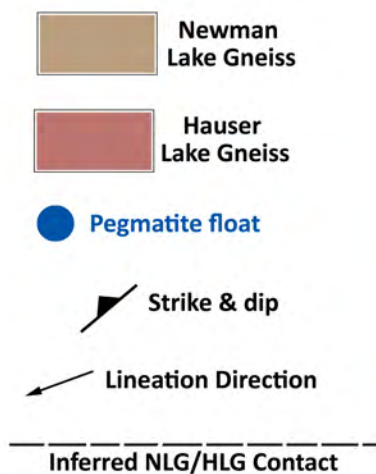 Newman
Lake Gneiss
Hauser
Lake Gneiss
Pegmatite float
Strike & dip
Lineation Direction
Inferred NLG/HLG Contact